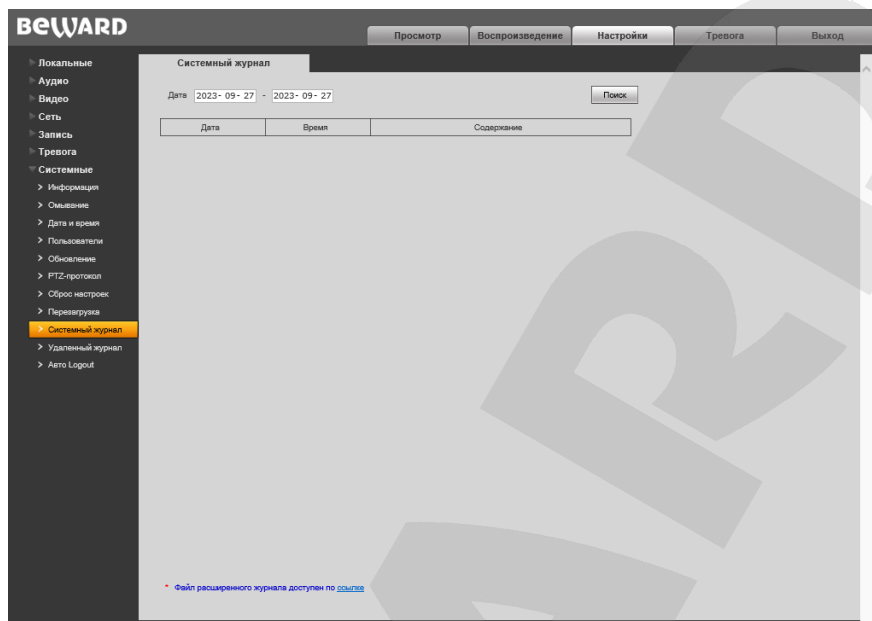 BEWARD
Просмотр Воспроизведение Настройки Тревога Выход
Локальные
Аудио
Видео
Сеть
Запись
Тревога
Системные
Информация
Омывание
Дата и время
Пользователи
Обновление
PTZ-протокол
Сброс настроек
Перезагрузка
Системный журнал
Удаленный журнал
Авто Logout
Системный журнал
Дата 2023- 09- 27 - 2023- 09- 27 Поиск
Дата Время Содержание
* Файл расширенного журнала доступен по ссылке
ARD